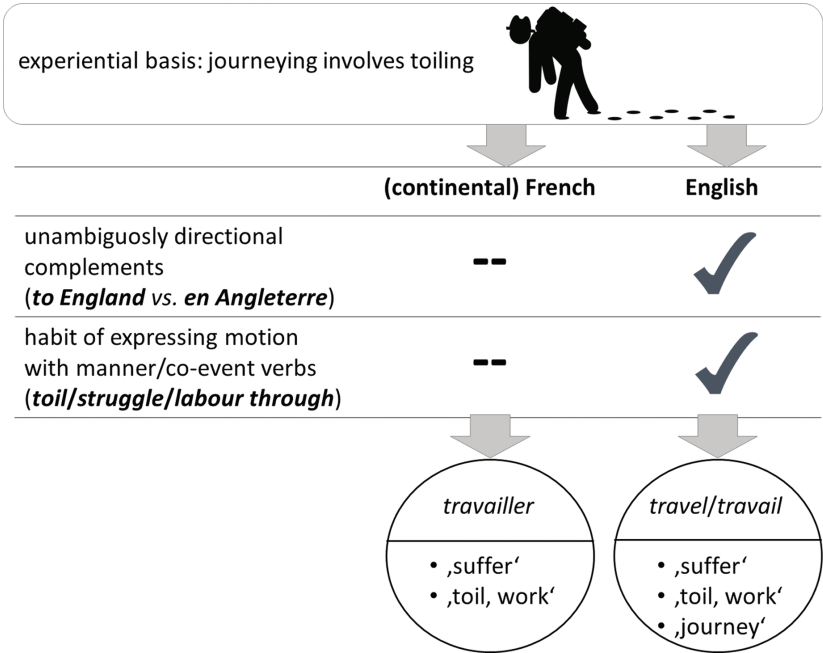 experiential basis: journeying involves toiling
(continental) French
English
unambiguously directional
complements
(to England vs. en Angleterre)
--
habit of expressing motion
with manner/co-event verbs
(toil/struggle/labour through)
--
travailler
travel/travail
• ‚suffer‘
• ‚toil, work‘
• ‚suffer‘
• ‚toil, work‘
• ‚journey‘